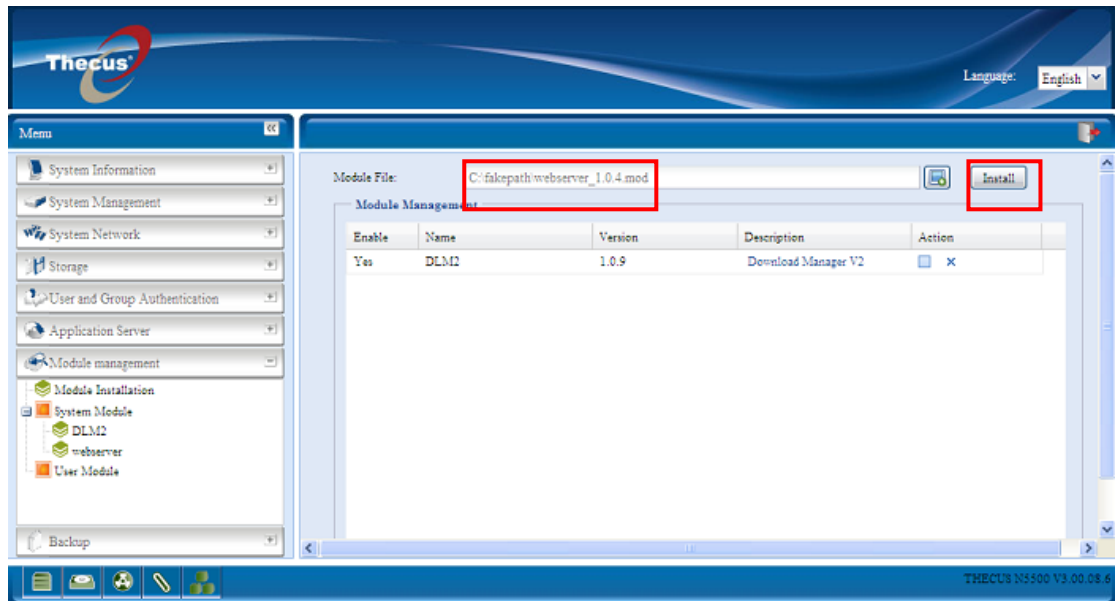 Thecus
Language: English
Menu
System Information
System Management
System Network
Storage
User and Group Authentication
Application Server
Module management
Module Installation
System Module
DLM2
webserver
User Module
Backup
Module File: C:\fakepath\webserver_1.0.4.mod Install
Module Management
Enable Name Version Description Action
Yes DLM2 1.0.9 Download Manager V2
THECUS N5500 V3.00.08.6